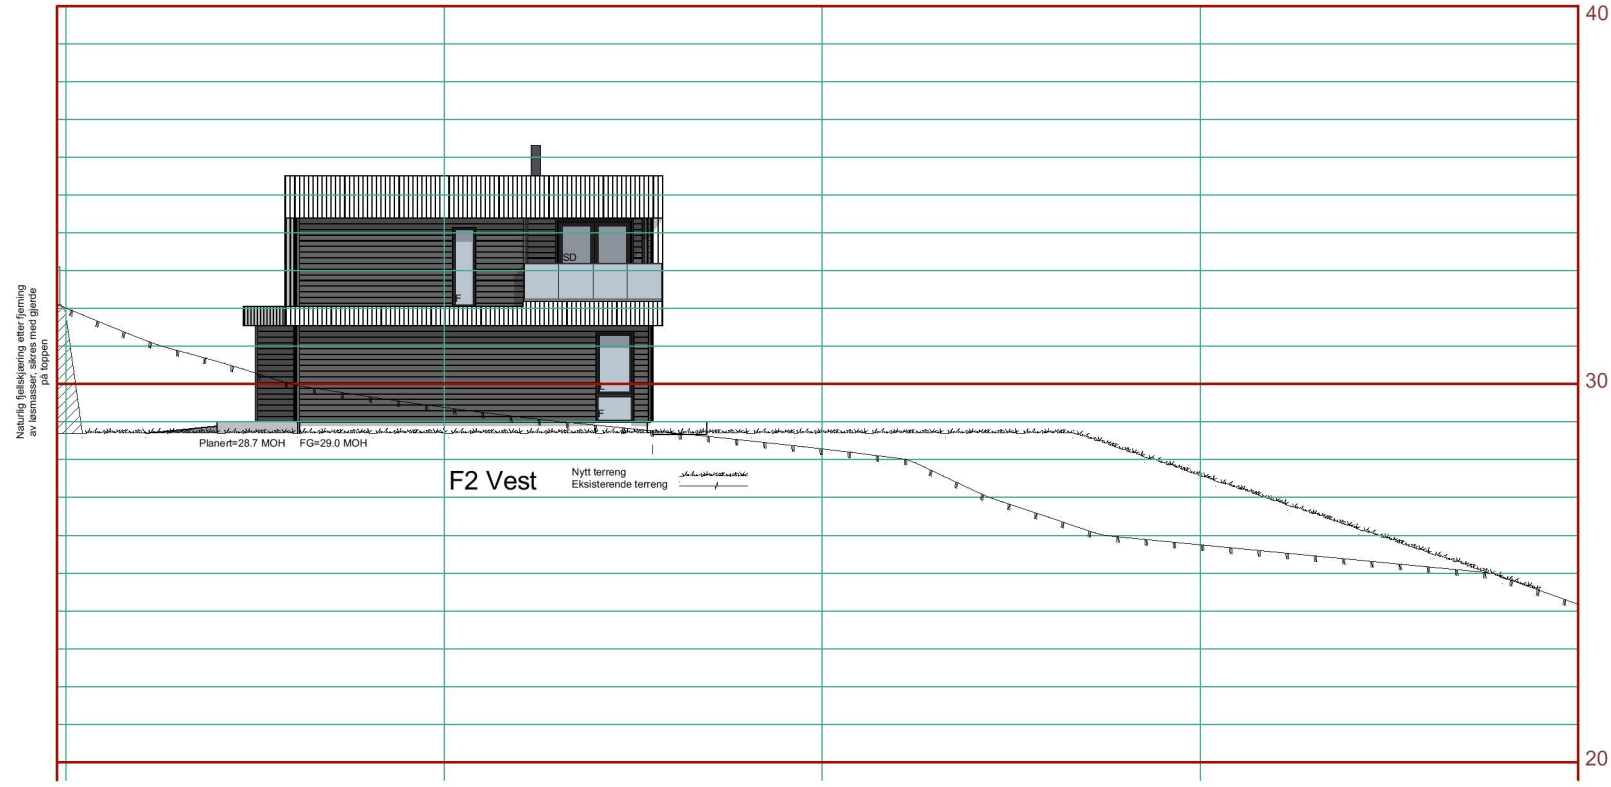 40
SD
F
Naturlig fjellskjæring etter fjerning
av løsmasser, sikres med gjerde
på toppen
L
30
F
Planert=28.7 MOH
FG=29.0 MOH
F2 Vest
Nytt terreng
Eksisterende terreng
20